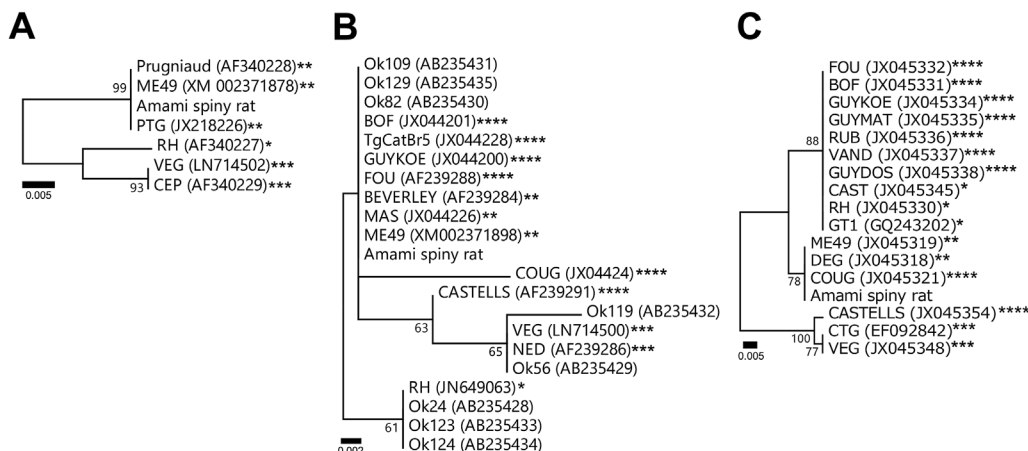 A
Prugniaud (AF340228)**
99
ME49 (XM 002371878)**
Amami spiny rat
PTG (JX218226)**
RH (AF340227)*
VEG (LN714502)***
93
CEP (AF340229)***
0.005
B
Ok109 (AB235431)
Ok129 (AB235435)
Ok82 (AB235430)
BOF (JX044201)****
TgCatBr5 (JX044228)****
GUYKOE (JX044200)****
FOU (AF239288)****
BEVERLEY (AF239284)**
MAS (JX044226)**
ME49 (XM002371898)**
Amami spiny rat
COUG (JX04424)****
CASTELLS (AF239291)****
63
Ok119 (AB235432)
VEG (LN714500)***
65
NED (AF239286)***
Ok56 (AB235429)
RH (JN649063)*
Ok24 (AB235428)
61
Ok123 (AB235433)
Ok124 (AB235434)
0.002
C
FOU (JX045332)****
BOF (JX045331)****
GUYKOE (JX045334)****
GUYMAT (JX045335)****
88
RUB (JX045336)****
VAND (JX045337)****
GUYDOS (JX045338)****
CAST (JX045345)*
RH (JX045330)*
GT1 (GQ243202)*
ME49 (JX045319)**
DEG (JX045318)**
78
COUG (JX045321)****
Amami spiny rat
CASTELLS (JX045354)****
100
CTG (EF092842)***
77
VEG (JX045348)***
0.005